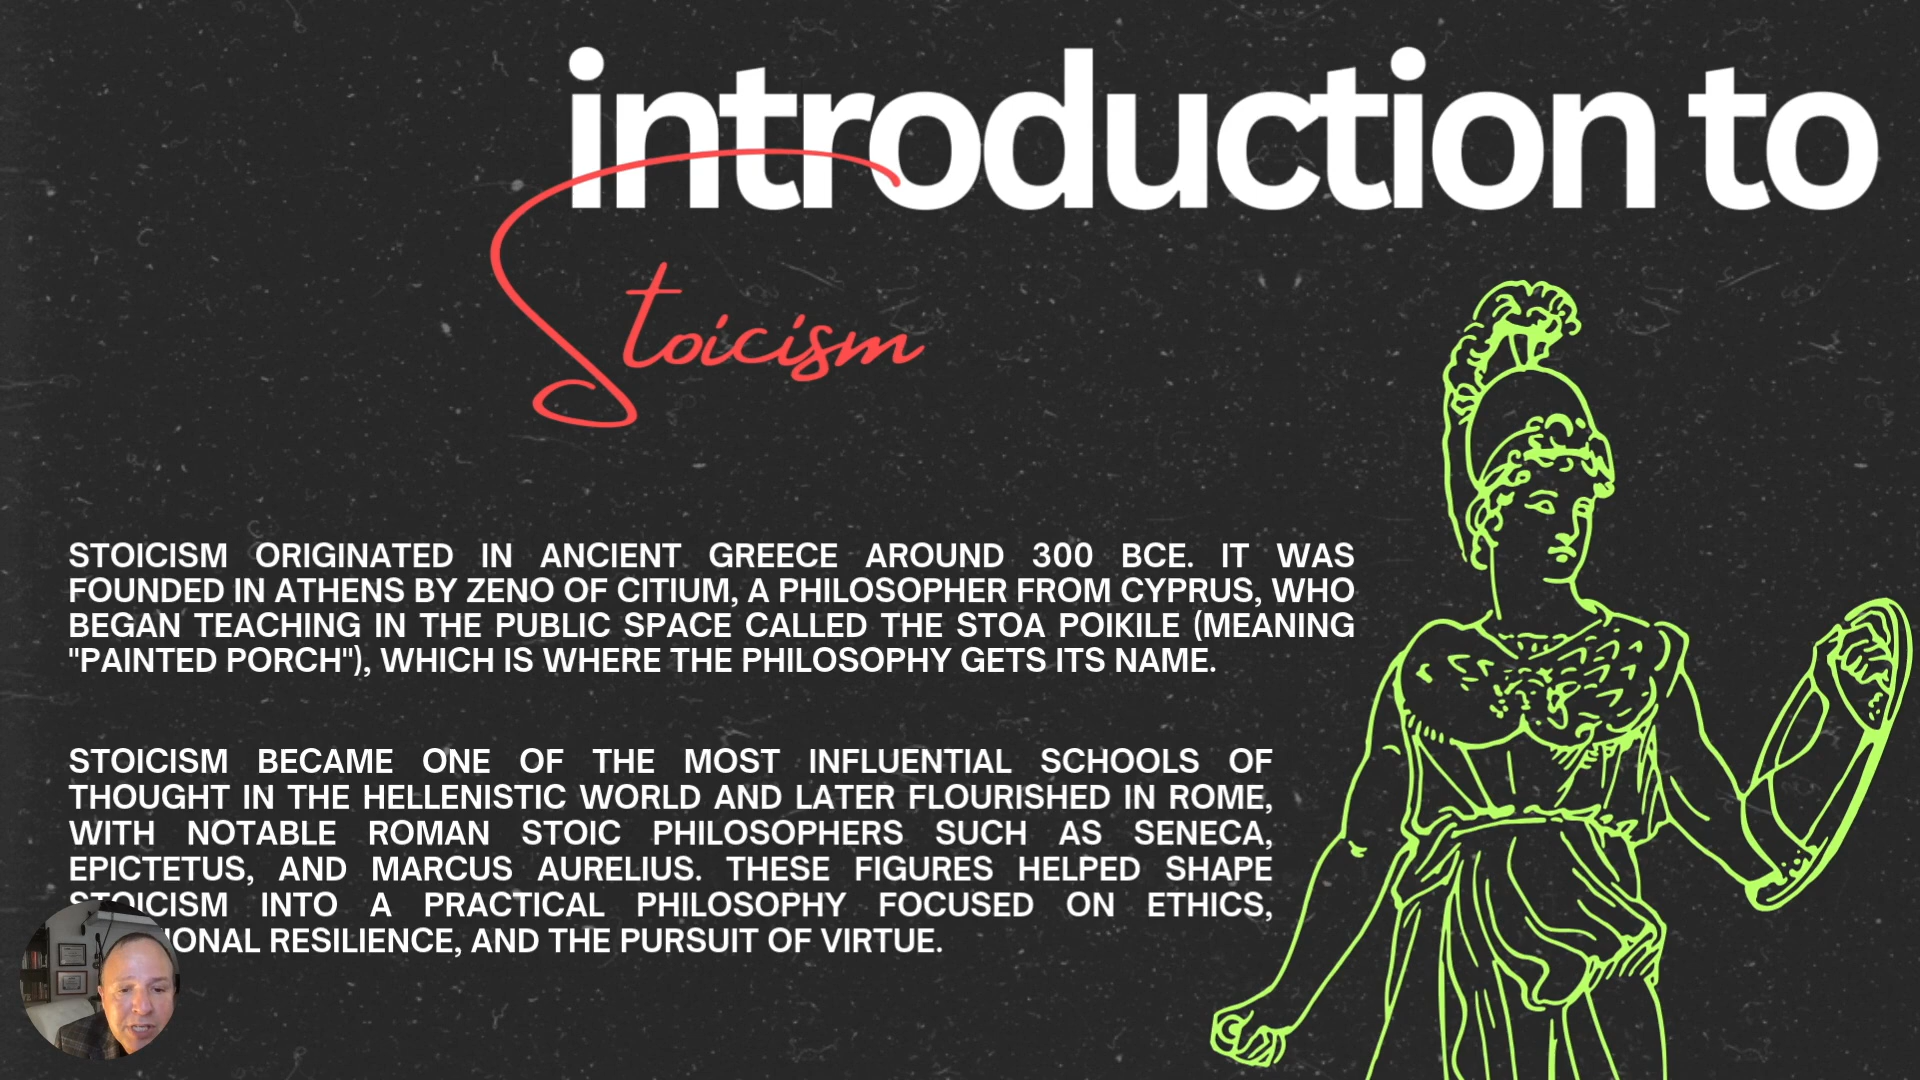 introduction to
Stoicism
STOICISM ORIGINATED IN ANCIENT GREECE AROUND 300 BCE. IT WAS
FOUNDED IN ATHENS BY ZENO OF CITIUM, A PHILOSOPHER FROM CYPRUS, WHO
BEGAN TEACHING IN THE PUBLIC SPACE CALLED THE STOA POIKILE (MEANING
"PAINTED PORCH"), WHICH IS WHERE THE PHILOSOPHY GETS ITS NAME.
STOICISM BECAME ONE OF THE MOST INFLUENTIAL SCHOOLS OF
THOUGHT IN THE HELLENISTIC WORLD AND LATER FLOURISHED IN ROME,
WITH NOTABLE ROMAN STOIC PHILOSOPHERS SUCH AS SENECA,
EPICTETUS, AND MARCUS AURELIUS. THESE FIGURES HELPED SHAPE
STOICISM INTO A PRACTICAL PHILOSOPHY FOCUSED ON ETHICS,
RESILIENCE, AND THE PURSUIT OF VIRTUE.